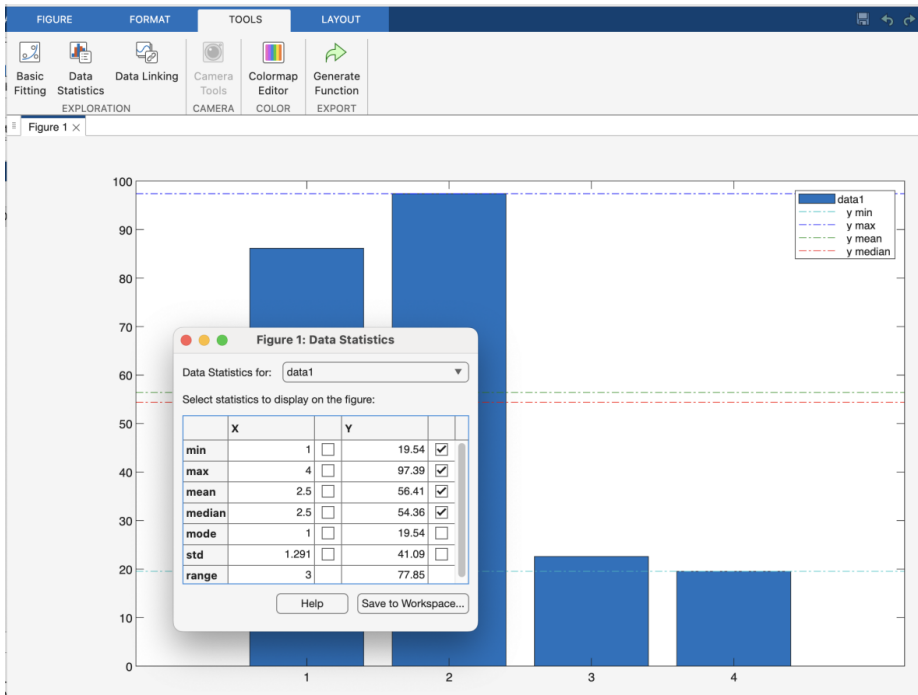 FIGURE FORMAT TOOLS LAYOUT
Basic Fitting
Data Statistics
Data Linking
Camera Tools
Colormap Editor
Generate Function
EXPLORATION CAMERA COLOR EXPORT
Figure 1
100
90
80
70
60
50
40
30
20
10
0
1 2 3 4
data1
y min
y max
y mean
y median
Figure 1: Data Statistics
Data Statistics for: data1
Select statistics to display on the figure:
X Y
min 1 19.54
max 4 97.39
mean 2.5 56.41
median 2.5 54.36
mode 1 19.54
std 1.291 41.09
range 3 77.85
Help Save to Workspace...